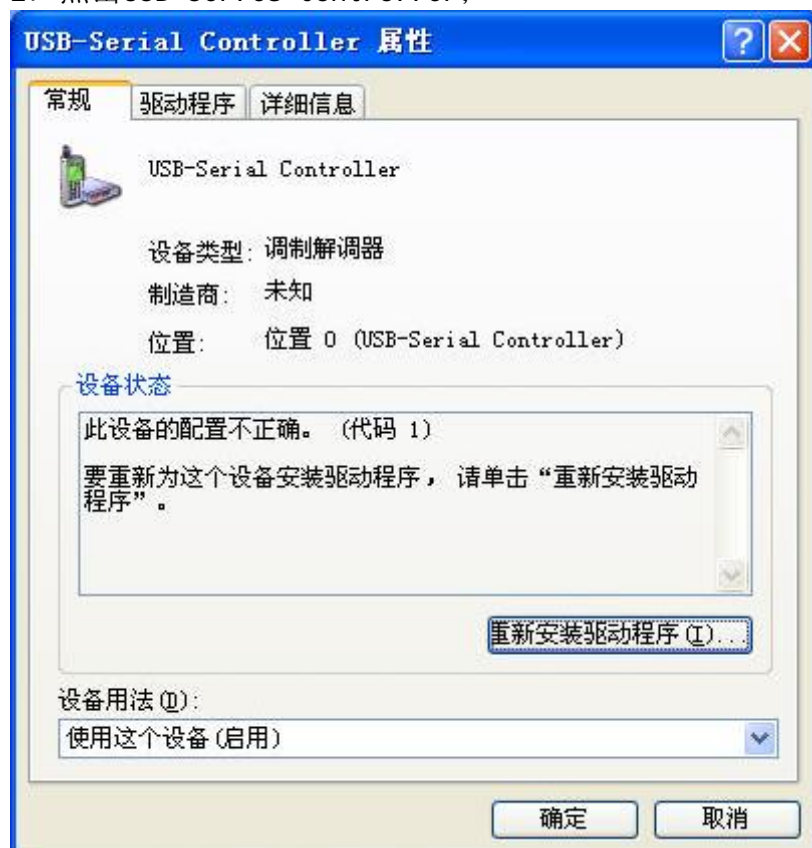 USB-Serial Controller 属性
常规 驱动程序 详细信息
USB-Serial Controller
设备类型: 调制解调器
制造商: 未知
位置: 位置 0 (USB-Serial Controller)
设备状态
此设备的配置不正确。 (代码 1)
要重新为这个设备安装驱动程序， 请单击“重新安装驱动
程序”。
重新安装驱动程序(I)...
设备用法(D):
使用这个设备(启用)
确定 取消